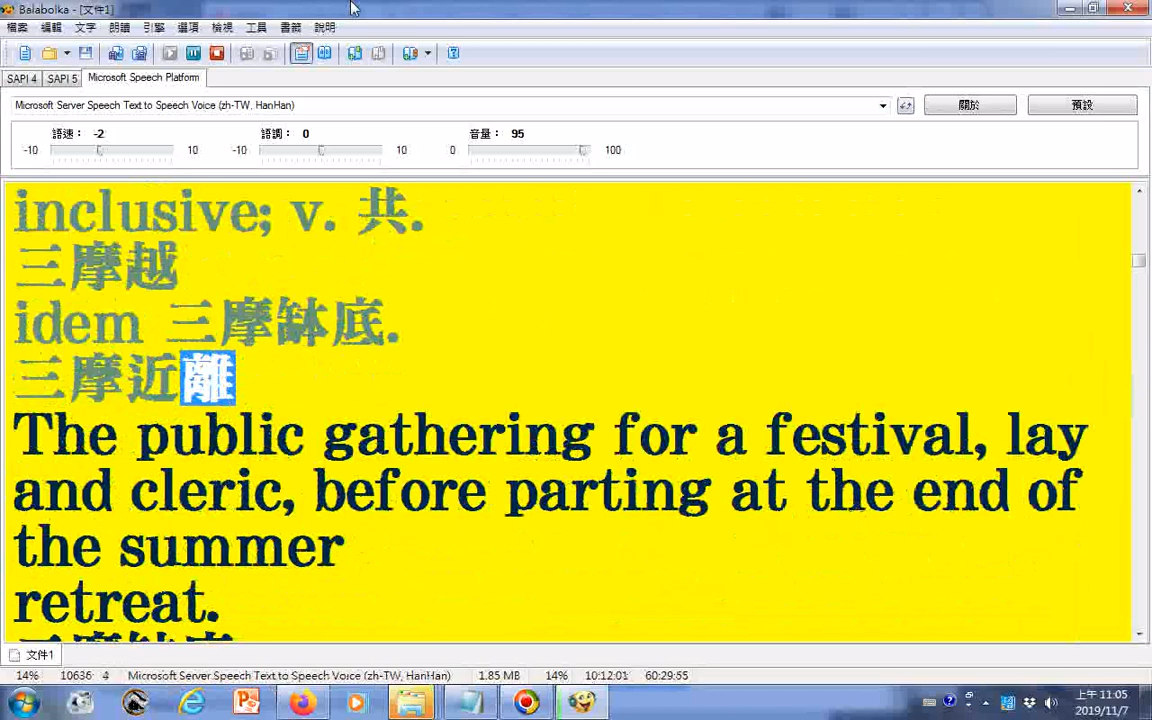 Balabolka - [文件1]
檔案 編輯 文字 朗讀 引擎 選項 檢視 工具 書籤 說明
SAPI 4 SAPI 5 Microsoft Speech Platform
Microsoft Server Speech Text to Speech Voice (zh-TW, HanHan) 關於 預設
語速： -2 語調： 0 音量： 95
-10 10 -10 10 0 100
inclusive; v. 共.
三摩越
idem 三摩缽底.
三摩近離
The public gathering for a festival, lay
and cleric, before parting at the end of
the summer
retreat.
三摩缽底
文件1
14% 10636 4 Microsoft Server Speech Text to Speech Voice (zh-TW, HanHan) 1.85 MB 14% 10:12:01 60:29:55
上午 11:05
2019/11/7